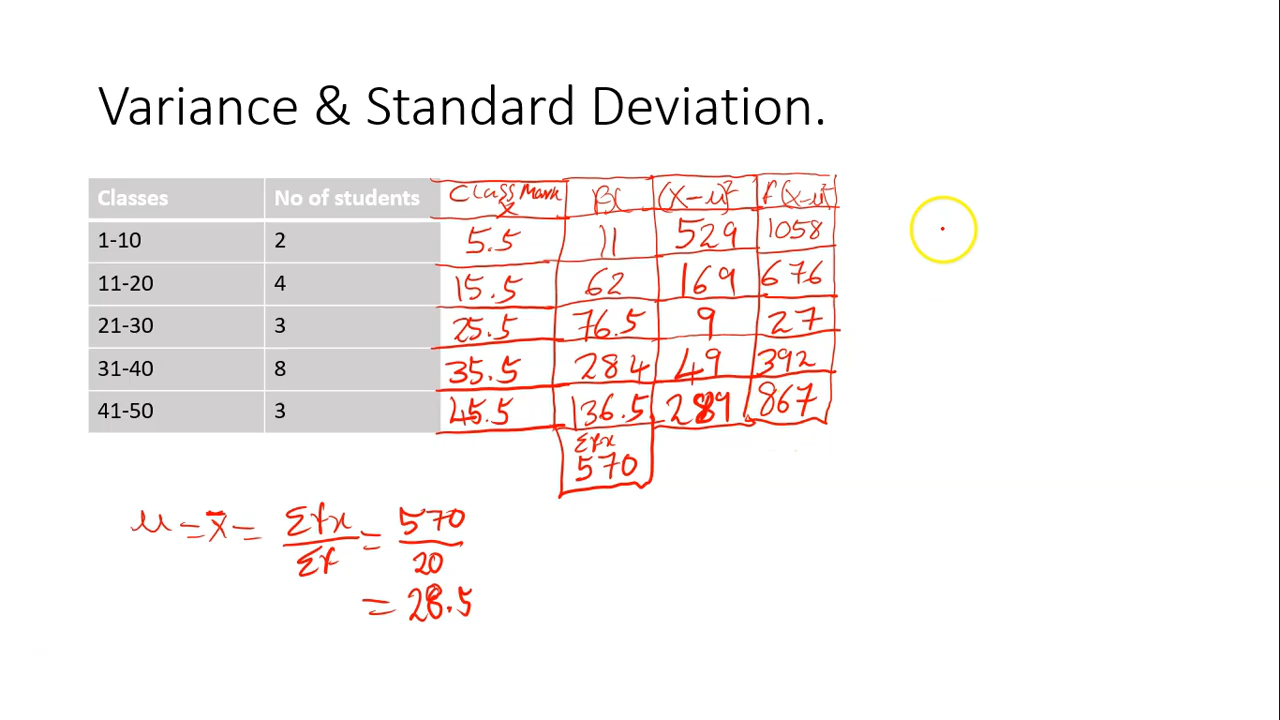 Variance & Standard Deviation.
Classes No of students Class Mark x fx (x-μ)² f(x-μ)²
1-10 2 5.5 11 529 1058
11-20 4 15.5 62 169 676
21-30 3 25.5 76.5 9 27
31-40 8 35.5 284 49 392
41-50 3 45.5 136.5 289 867
Σfx
570
μ = x̄ = Σfx/Σf = 570/20
= 28.5